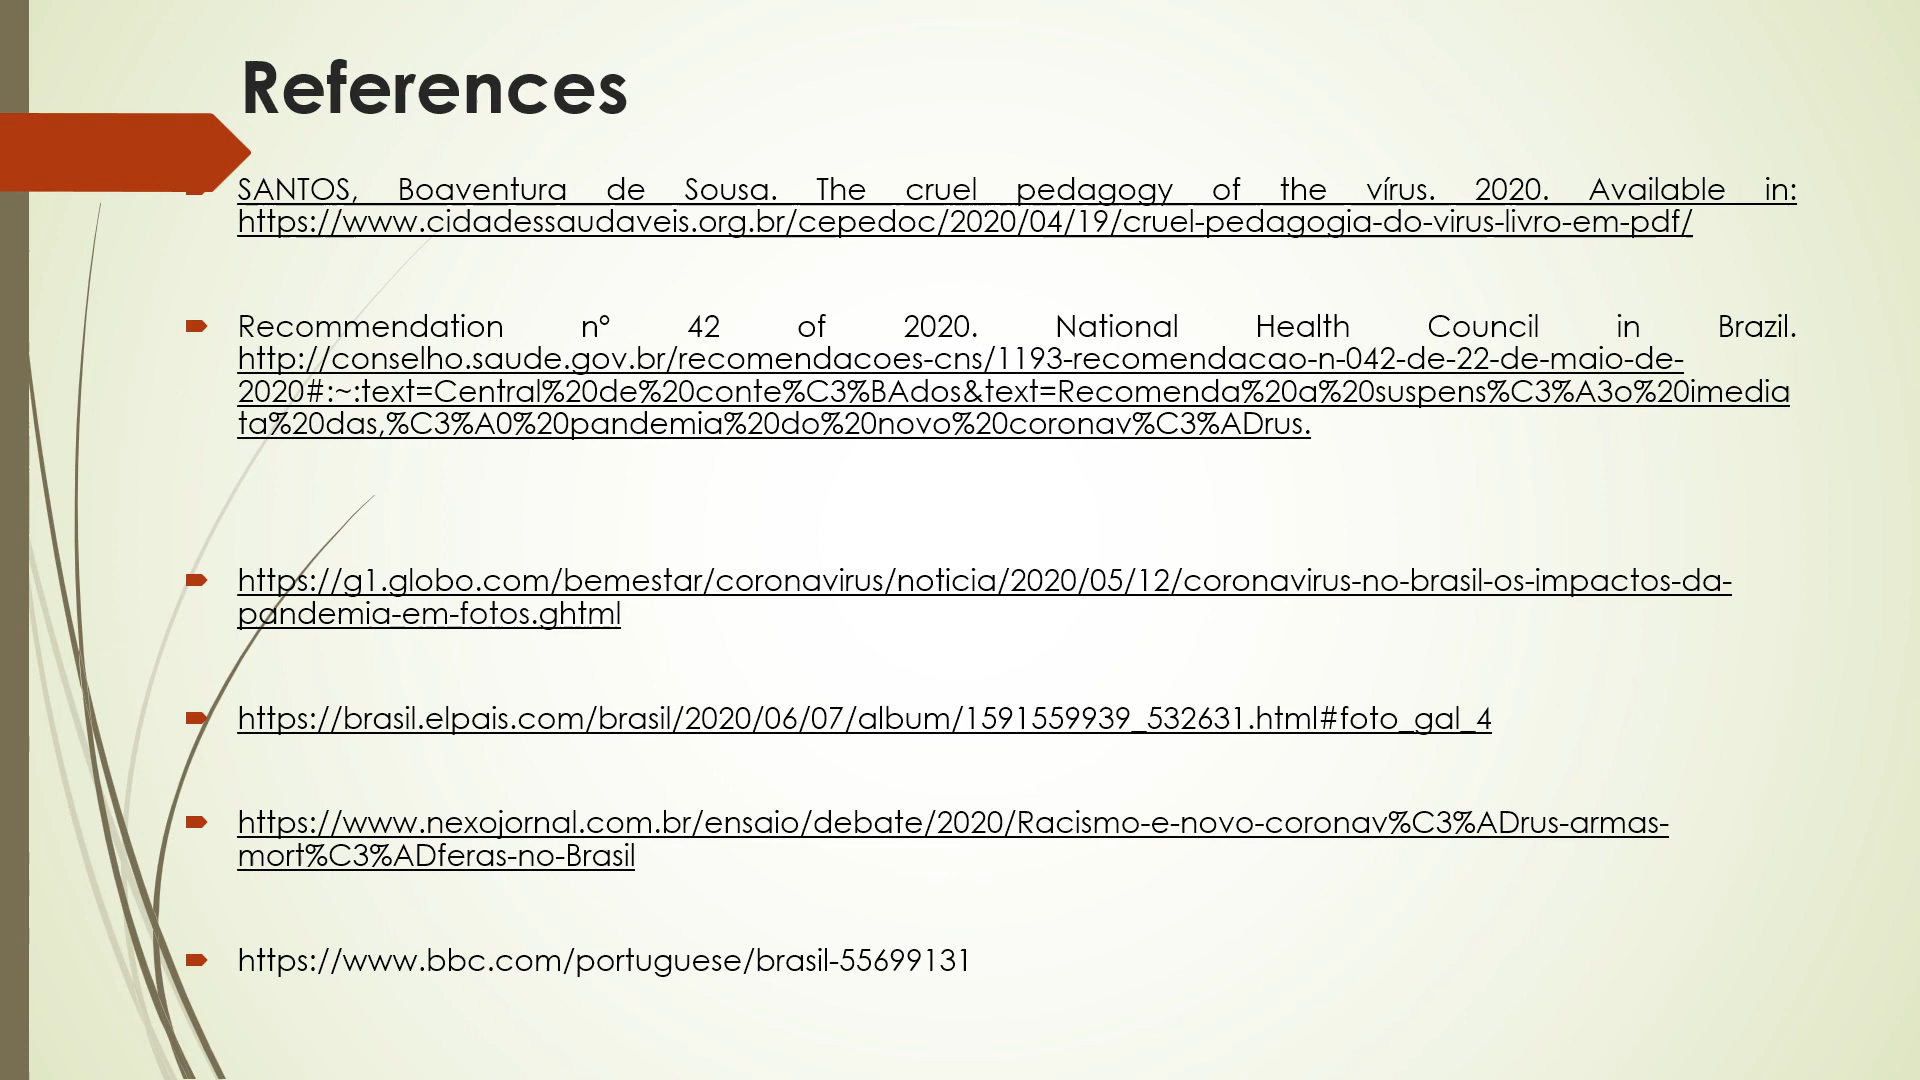 References
SANTOS, Boaventura de Sousa. The cruel pedagogy of the vírus. 2020. Available in:
https://www.cidadessaudaveis.org.br/cepedoc/2020/04/19/cruel-pedagogia-do-virus-livro-em-pdf/
Recommendation nº 42 of 2020. National Health Council in Brazil.
http://conselho.saude.gov.br/recomendacoes-cns/1193-recomendacao-n-042-de-22-de-maio-de-
2020#:~:text=Central%20de%20conte%C3%BAdos&text=Recomenda%20a%20suspens%C3%A3o%20imedia
ta%20das,%C3%A0%20pandemia%20do%20novo%20coronav%C3%ADrus.
https://g1.globo.com/bemestar/coronavirus/noticia/2020/05/12/coronavirus-no-brasil-os-impactos-da-
pandemia-em-fotos.ghtml
https://brasil.elpais.com/brasil/2020/06/07/album/1591559939_532631.html#foto_gal_4
https://www.nexojornal.com.br/ensaio/debate/2020/Racismo-e-novo-coronav%C3%ADrus-armas-
mort%C3%ADferas-no-Brasil
https://www.bbc.com/portuguese/brasil-55699131